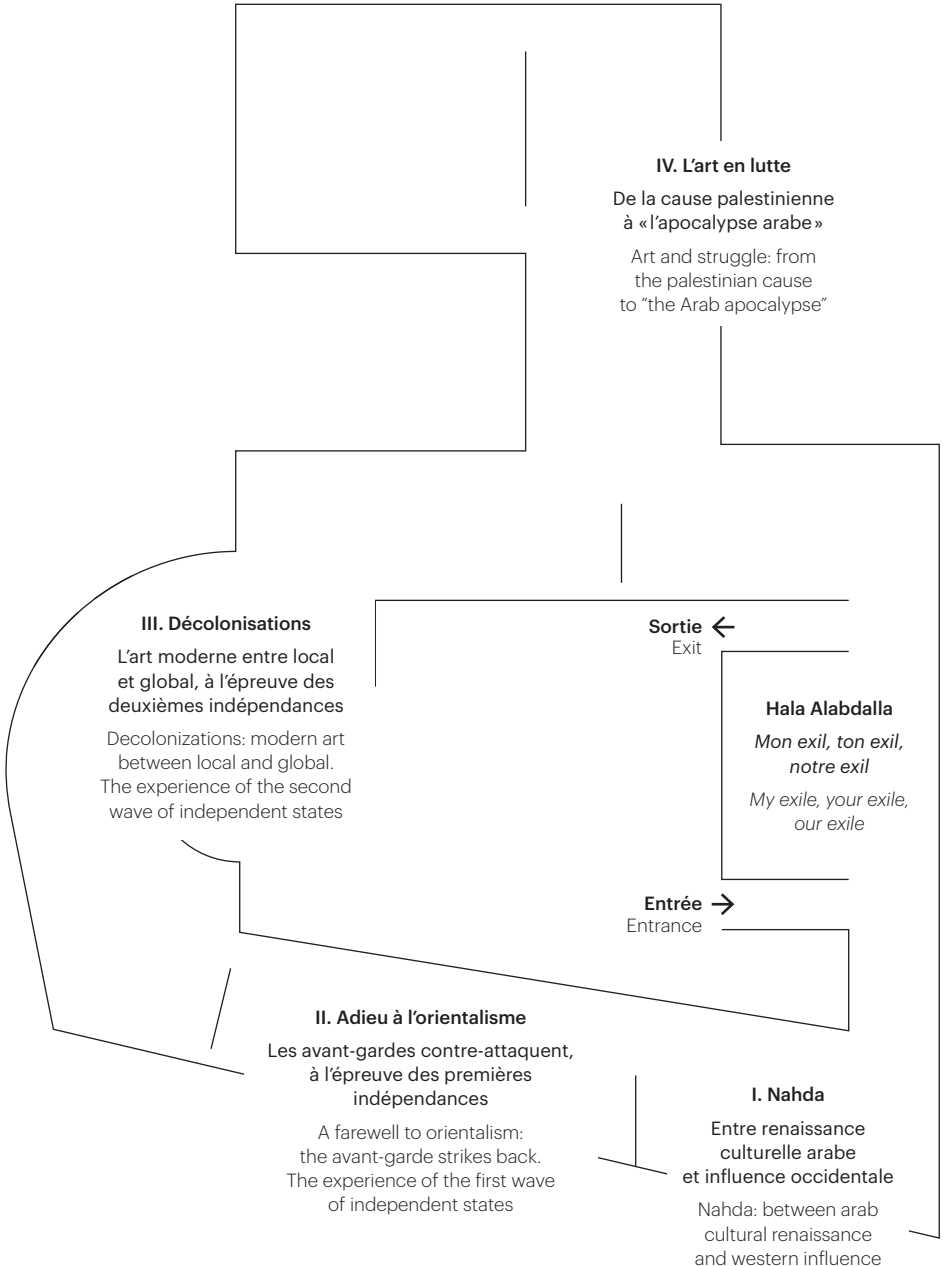 IV. L’art en lutte
De la cause palestinienne
à «l’apocalypse arabe»
Art and struggle: from
the palestinian cause
to “the Arab apocalypse”
III. Décolonisations
L’art moderne entre local
et global, à l’épreuve des
deuxièmes indépendances
Decolonizations: modern art
between local and global.
The experience of the second
wave of independent states
Sortie
Exit
Hala Alabdalla
Mon exil, ton exil,
notre exil
My exile, your exile,
our exile
Entrée
Entrance
II. Adieu à l’orientalisme
Les avant-gardes contre-attaquent,
à l’épreuve des premières
indépendances
A farewell to orientalism:
the avant-garde strikes back.
The experience of the first wave
of independent states
I. Nahda
Entre renaissance
culturelle arabe
et influence occidentale
Nahda: between arab
cultural renaissance
and western influence